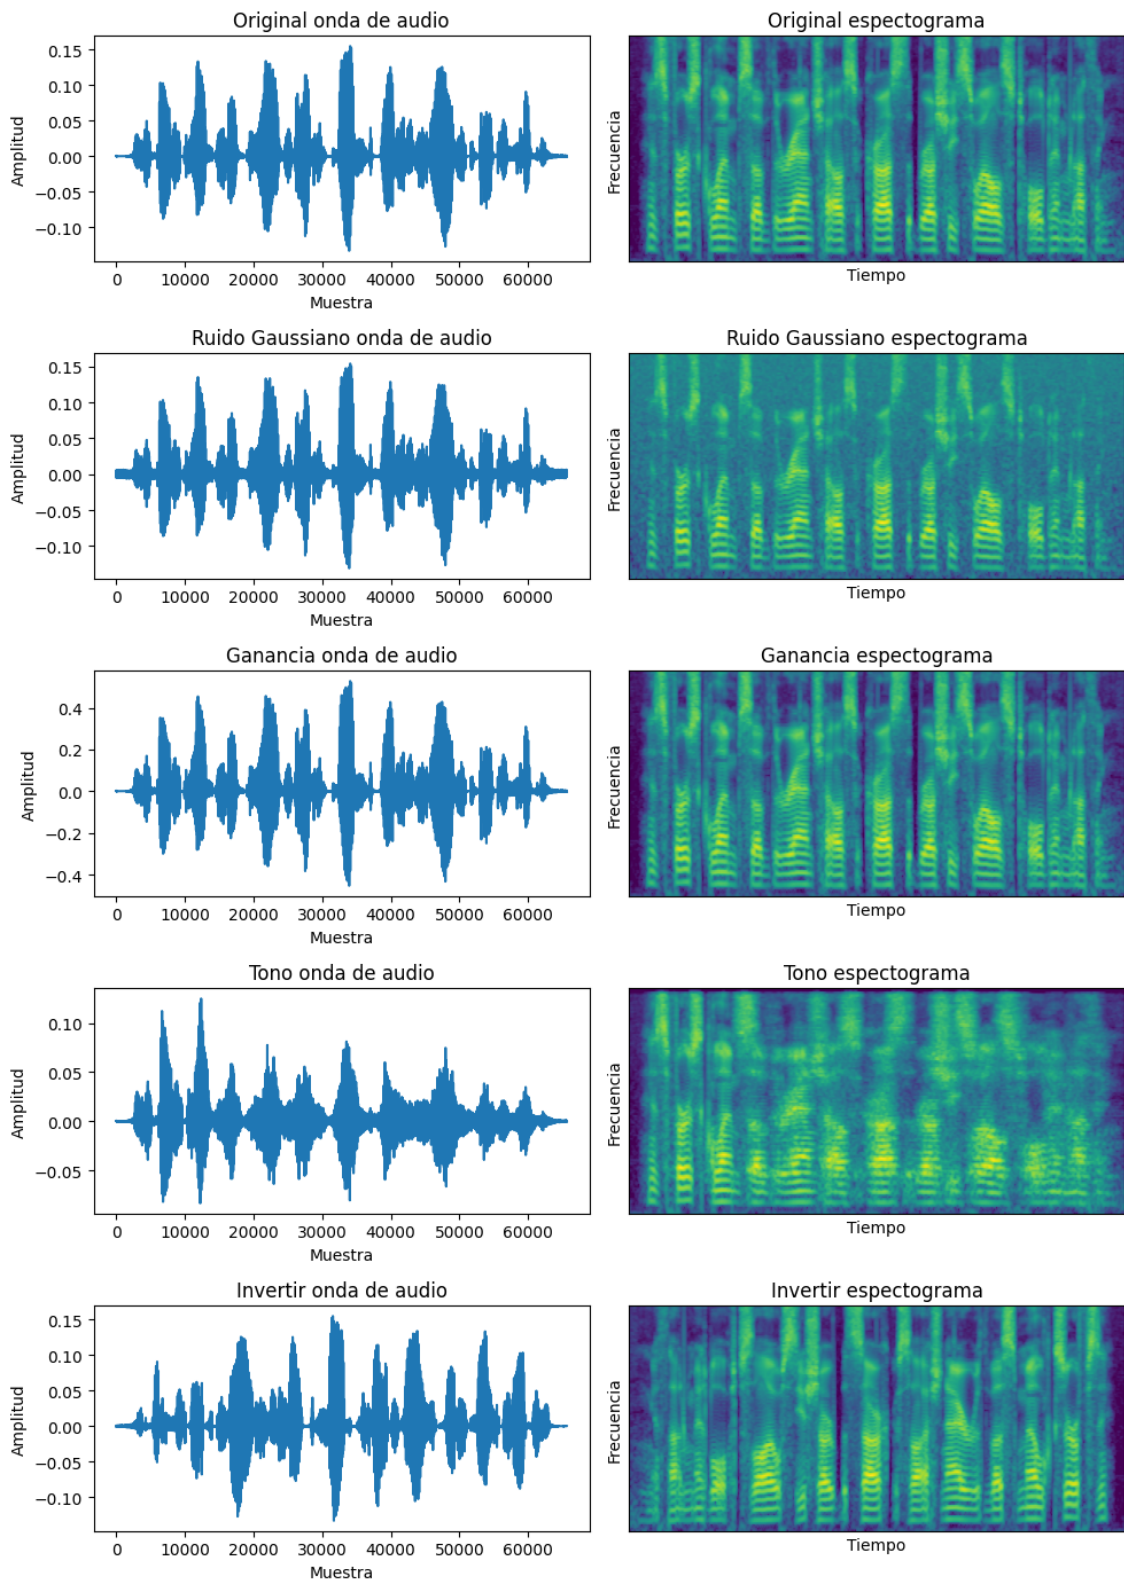 Original onda de audio
Original espectograma
0.15
0.10
0.05
0.00
−0.05
−0.10
Amplitud
Frecuencia
0 10000 20000 30000 40000 50000 60000
Muestra
Tiempo
Ruido Gaussiano onda de audio
Ruido Gaussiano espectograma
0.15
0.10
0.05
0.00
−0.05
−0.10
Amplitud
Frecuencia
0 10000 20000 30000 40000 50000 60000
Muestra
Tiempo
Ganancia onda de audio
Ganancia espectograma
0.4
0.2
0.0
−0.2
−0.4
Amplitud
Frecuencia
0 10000 20000 30000 40000 50000 60000
Muestra
Tiempo
Tono onda de audio
Tono espectograma
0.10
0.05
0.00
−0.05
Amplitud
Frecuencia
0 10000 20000 30000 40000 50000 60000
Muestra
Tiempo
Invertir onda de audio
Invertir espectograma
0.15
0.10
0.05
0.00
−0.05
−0.10
Amplitud
Frecuencia
0 10000 20000 30000 40000 50000 60000
Muestra
Tiempo